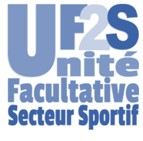 UF2S
Unité
Facultative
Secteur Sportif